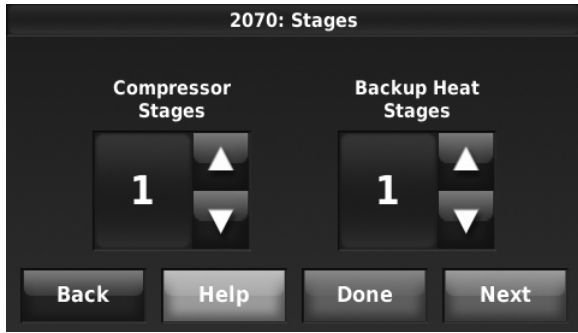 2070: Stages
Compressor
Stages
Backup Heat
Stages
1
1
Back
Help
Done
Next